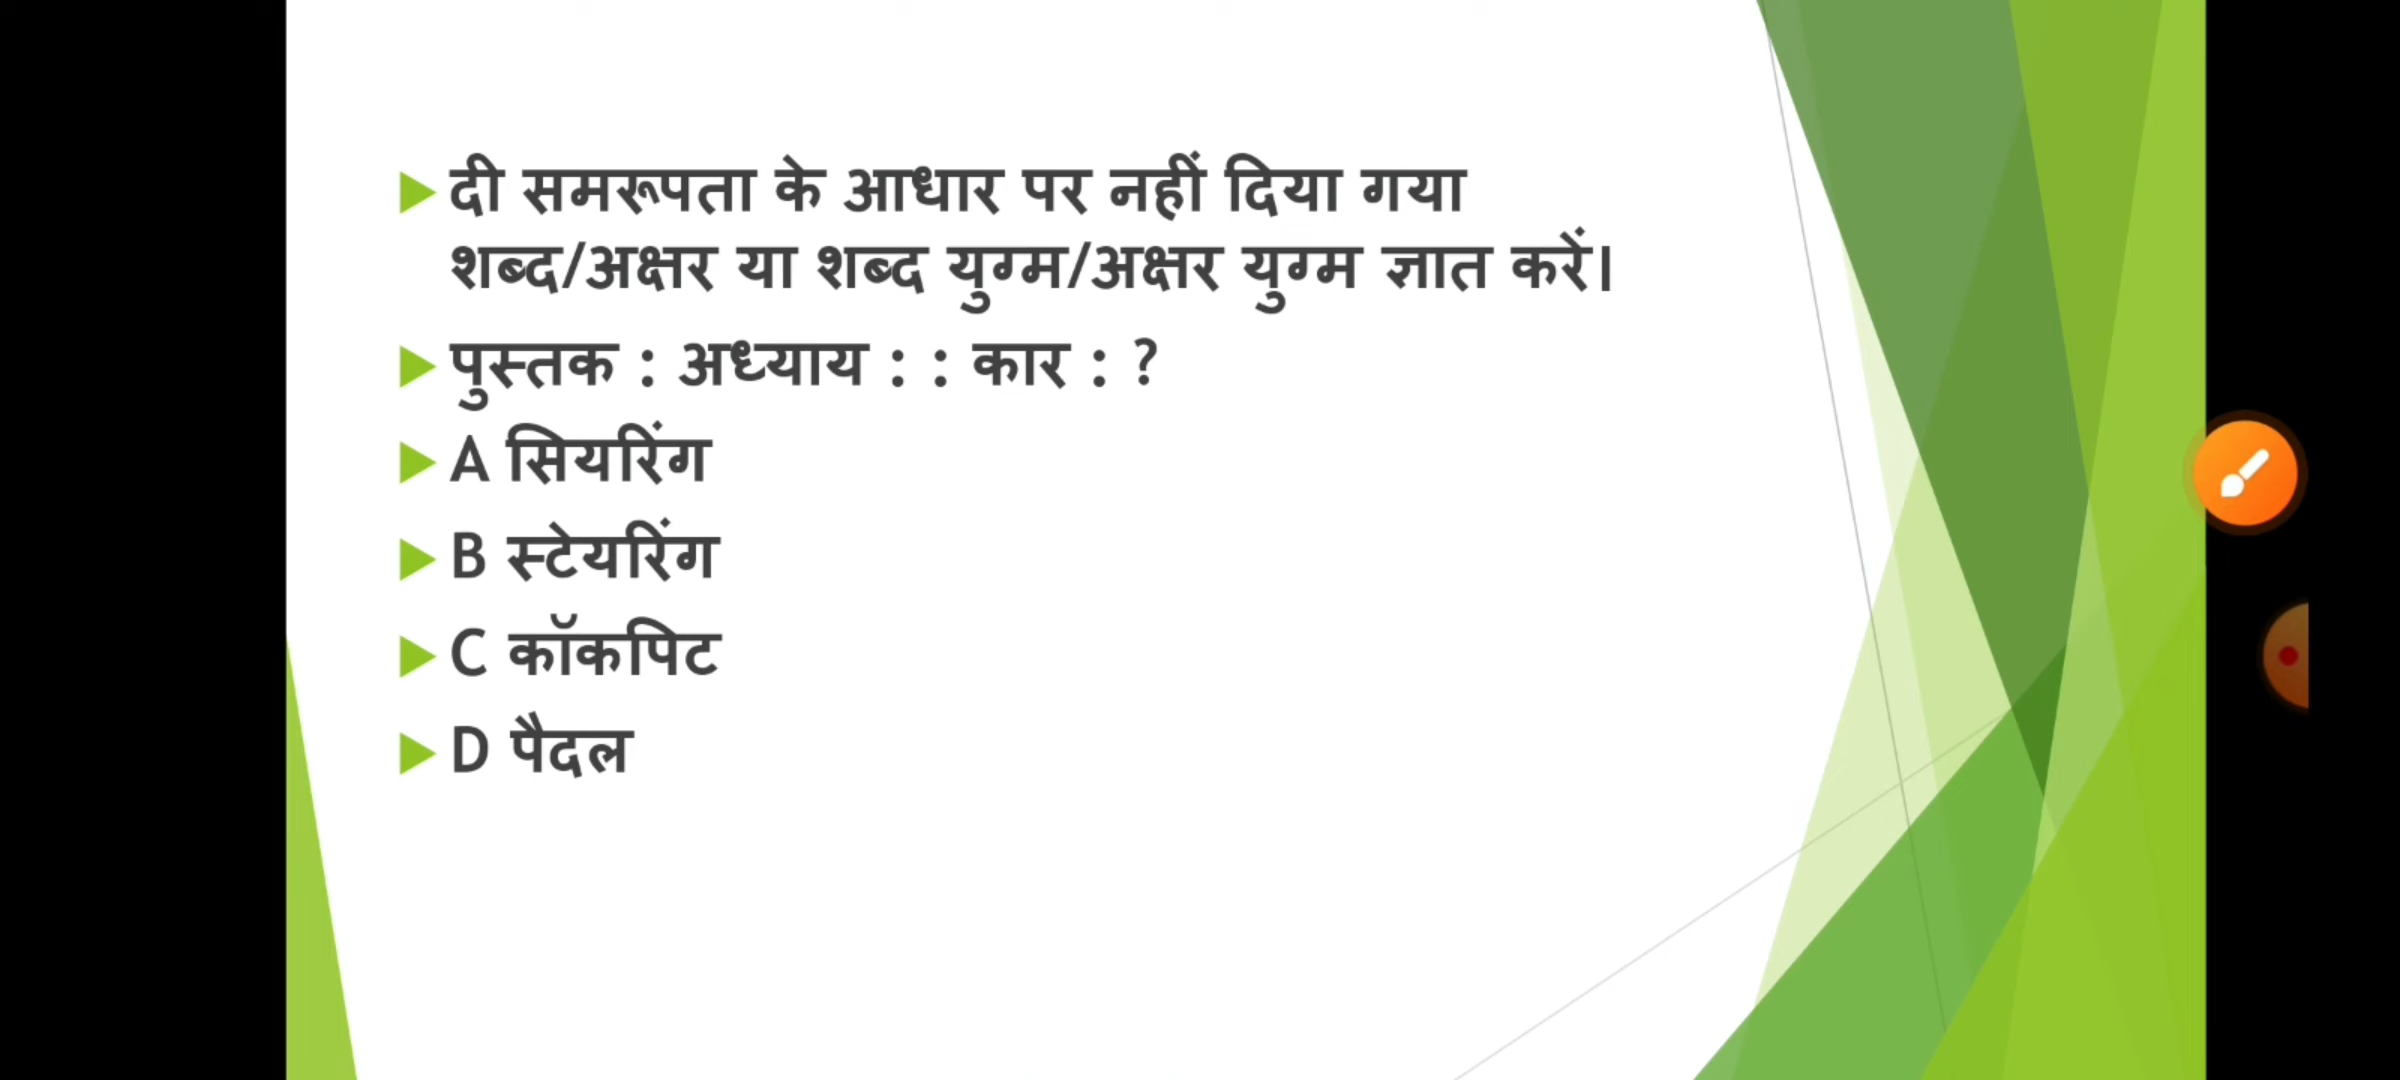 दी समरूपता के आधार पर नहीं दिया गया
शब्द/अक्षर या शब्द युग्म/अक्षर युग्म ज्ञात करें।
पुस्तक : अध्याय : : कार : ?
A सियरिंग
B स्टेयरिंग
C कॉकपिट
D पैदल